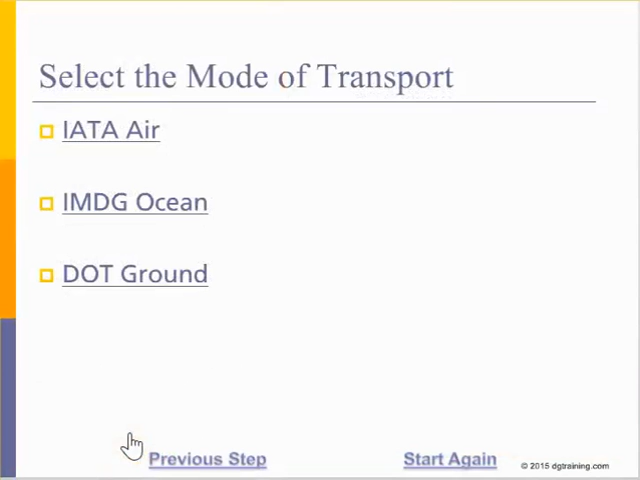 Select the Mode of Transport
IATA Air
IMDG Ocean
DOT Ground
Previous Step
Start Again
© 2015 dgtraining.com